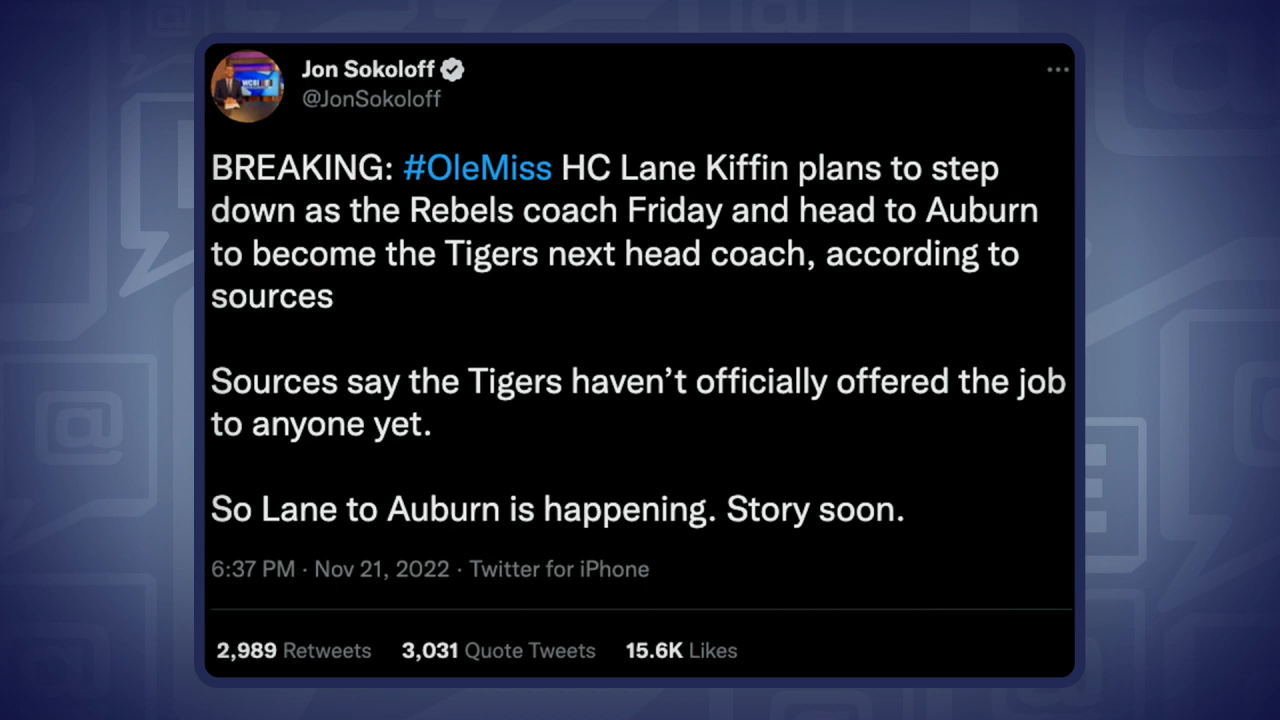 Jon Sokoloff
@JonSokoloff
BREAKING: #OleMiss HC Lane Kiffin plans to step
down as the Rebels coach Friday and head to Auburn
to become the Tigers next head coach, according to
sources
Sources say the Tigers haven’t officially offered the job
to anyone yet.
So Lane to Auburn is happening. Story soon.
6:37 PM · Nov 21, 2022 · Twitter for iPhone
2,989 Retweets 3,031 Quote Tweets 15.6K Likes
WCBI